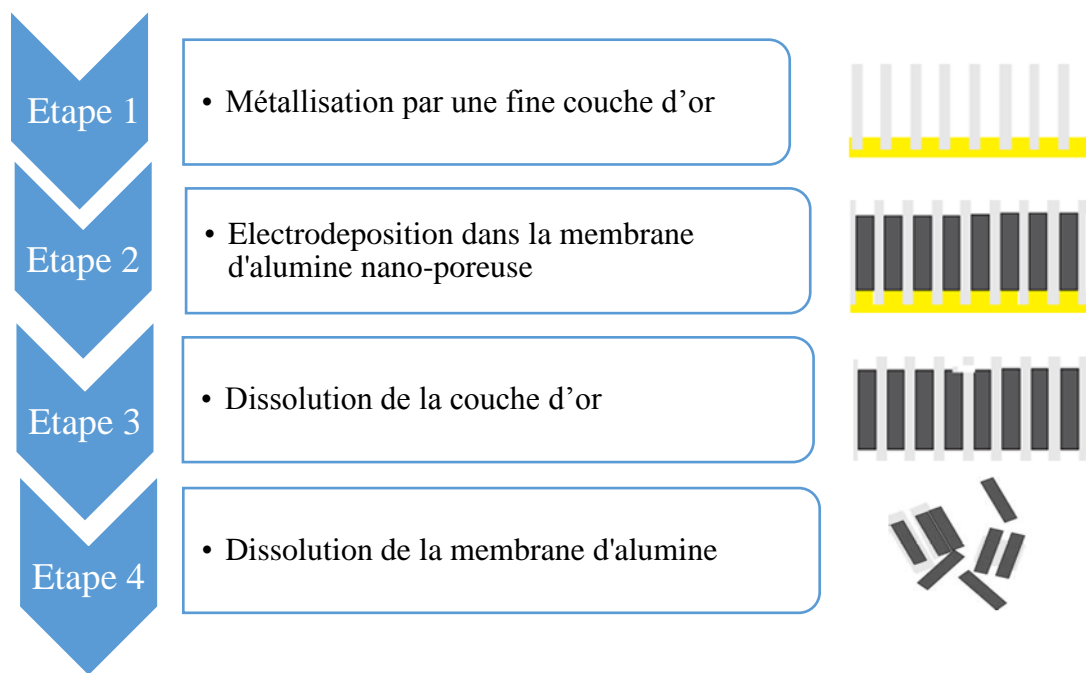 Etape 1
• Métallisation par une fine couche d’or
Etape 2
• Electrodeposition dans la membrane
d'alumine nano-poreuse
Etape 3
• Dissolution de la couche d’or
Etape 4
• Dissolution de la membrane d'alumine